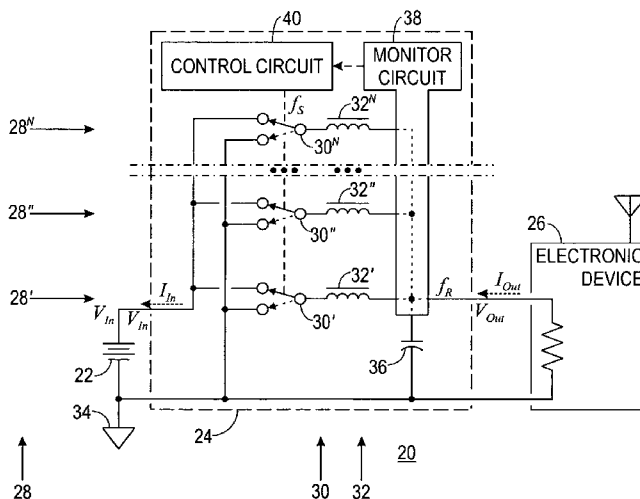 40
38
CONTROL CIRCUIT
MONITOR
CIRCUIT
f_S
32^N
28^N
30^N
32"
28"
30"
26
ELECTRONIC
DEVICE
32'
28'
I_In
f_R
I_Out
V_In
V_In
30'
V_Out
22
36
34
24
20
28
30
32